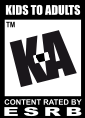 KIDS TO ADULTS
TM
K-A
CONTENT RATED BY
ESRB